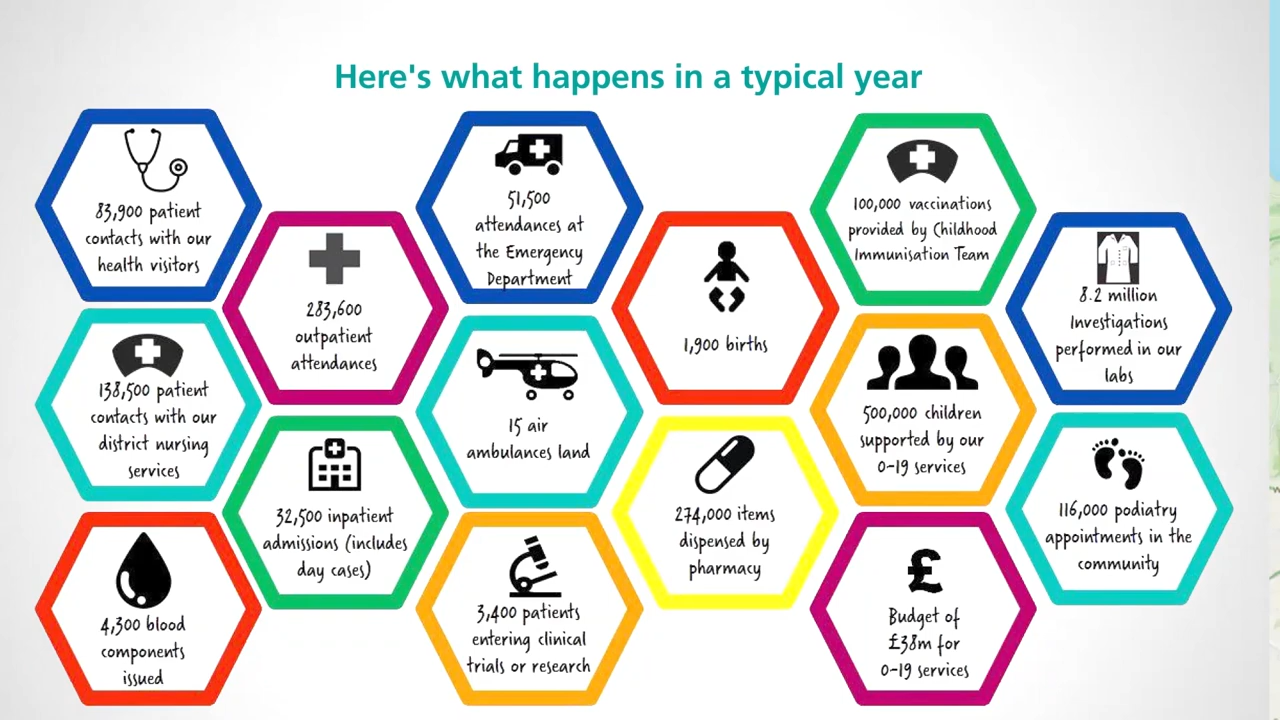 Here's what happens in a typical year
83,900 patient
contacts with our
health visitors
283,600
outpatient
attendances
51,500
attendances at
the Emergency
Department
1,900 births
100,000 vaccinations
provided by Childhood
Immunisation Team
8.2 million
Investigations
performed in our
labs
138,500 patient
contacts with our
district nursing
services
32,500 inpatient
admissions (includes
day cases)
15 air
ambulances land
274,000 items
dispensed by
pharmacy
500,000 children
supported by our
0-19 services
116,000 podiatry
appointments in the
community
4,300 blood
components
issued
3,400 patients
entering clinical
trials or research
£
Budget of
£38m for
0-19 services